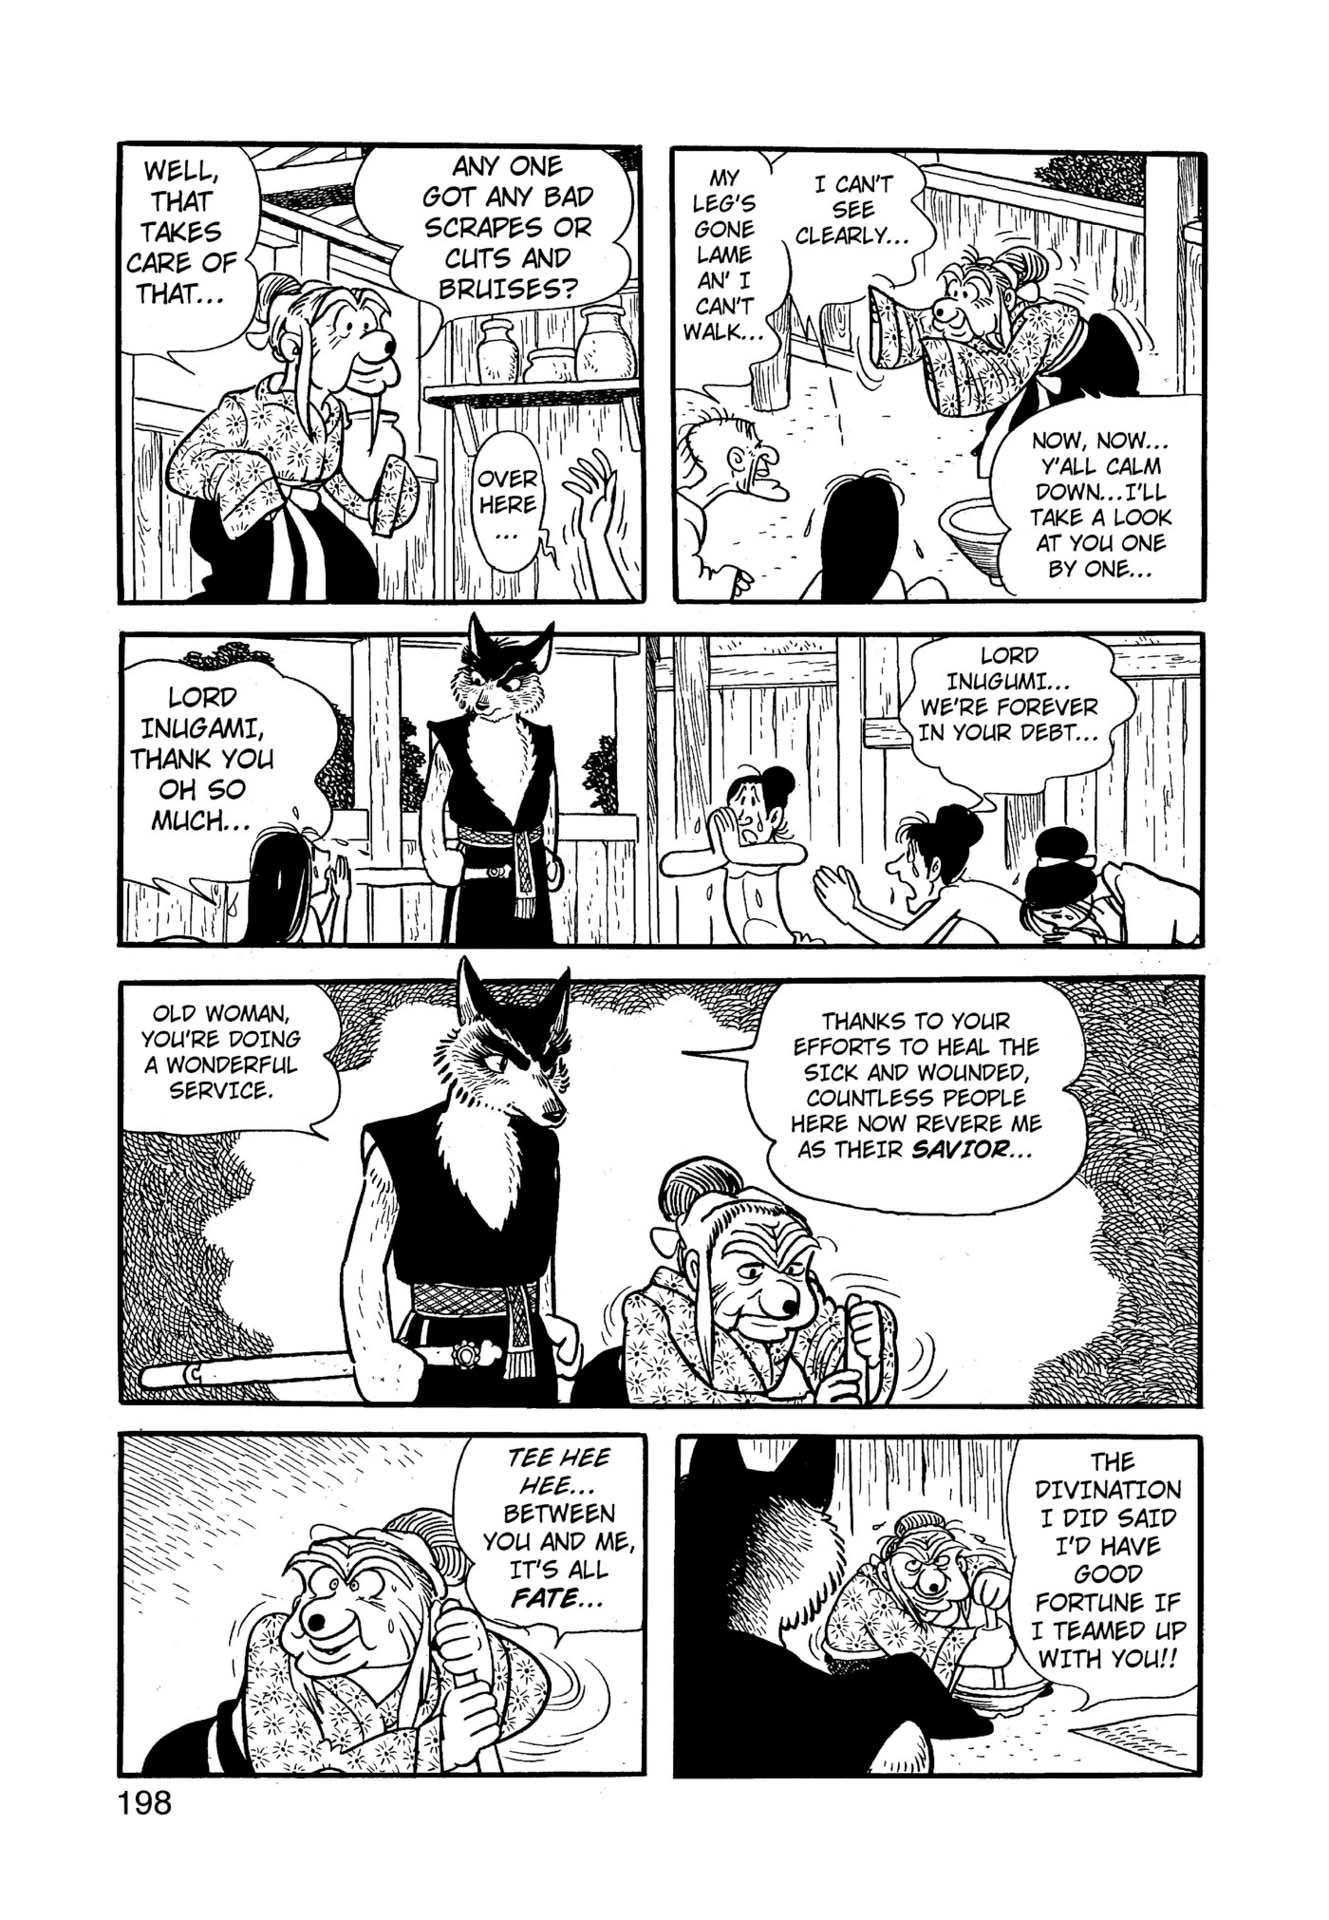 WELL,
THAT
TAKES
CARE OF
THAT...
ANY ONE
GOT ANY BAD
SCRAPES OR
CUTS AND
BRUISES?
OVER
HERE
...
MY
LEG'S
GONE
LAME
AN' I
CAN'T
WALK...
I CAN'T
SEE
CLEARLY...
NOW, NOW...
Y'ALL CALM
DOWN...I'LL
TAKE A LOOK
AT YOU ONE
BY ONE...
LORD
INUGAMI,
THANK YOU
OH SO
MUCH...
LORD
INUGUMI...
WE'RE FOREVER
IN YOUR DEBT...
OLD WOMAN,
YOU'RE DOING
A WONDERFUL
SERVICE.
THANKS TO YOUR
EFFORTS TO HEAL THE
SICK AND WOUNDED,
COUNTLESS PEOPLE
HERE NOW REVERE ME
AS THEIR SAVIOR...
TEE HEE
HEE...
BETWEEN
YOU AND ME,
IT'S ALL
FATE...
THE
DIVINATION
I DID SAID
I'D HAVE
GOOD
FORTUNE IF
I TEAMED UP
WITH YOU!!
198